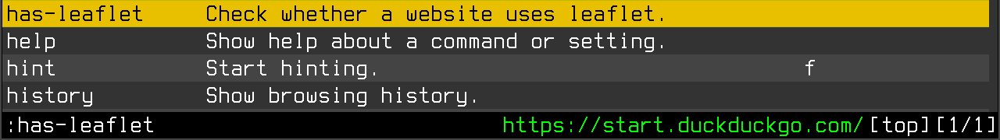 has-leaflet Check whether a website uses leaflet.
help Show help about a command or setting.
hint Start hinting. f
history Show browsing history.
:has-leaflet https://start.duckduckgo.com/ [top][1/1]